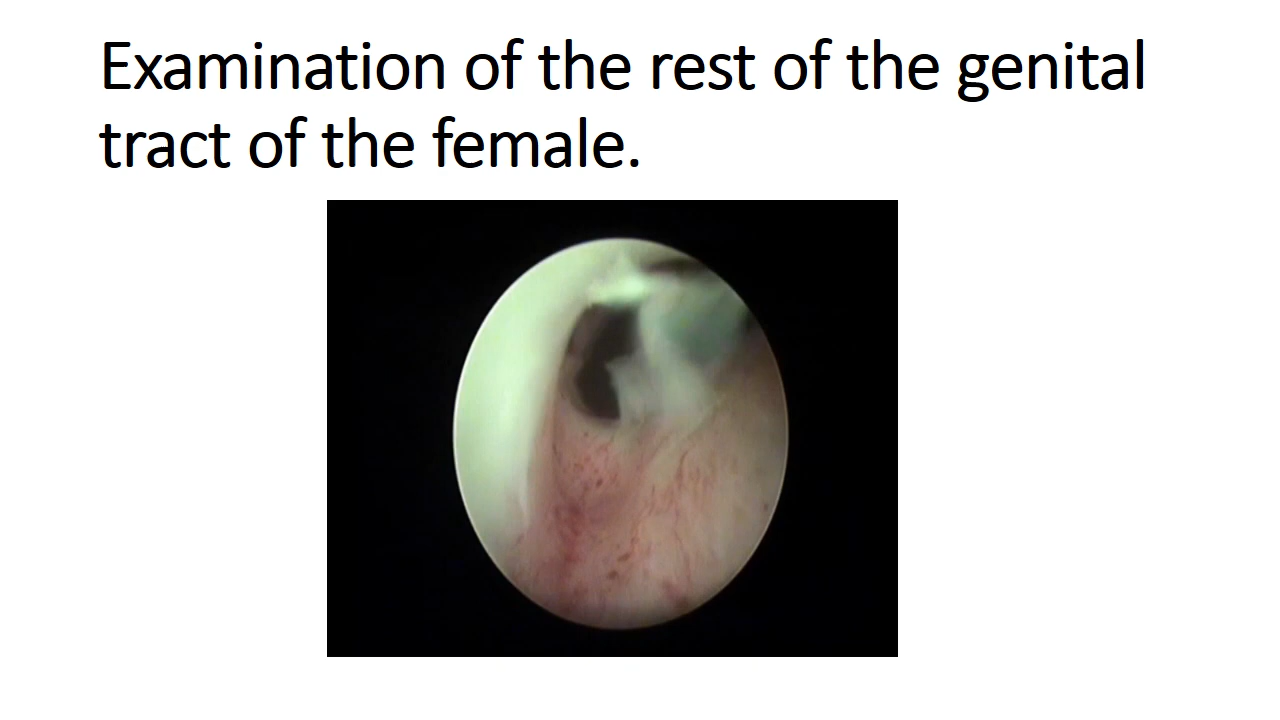 Examination of the rest of the genital
tract of the female.